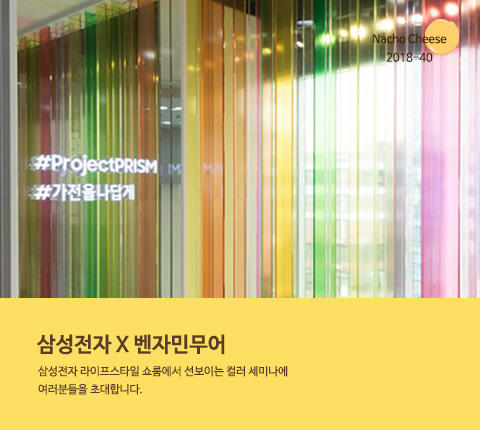 Nacho Cheese
2018-40
#ProjectPRISM
#가전을나답게
삼성전자 X 벤자민무어
삼성전자 라이프스타일 쇼룸에서 선보이는 컬러 세미나에
여러분들을 초대합니다.